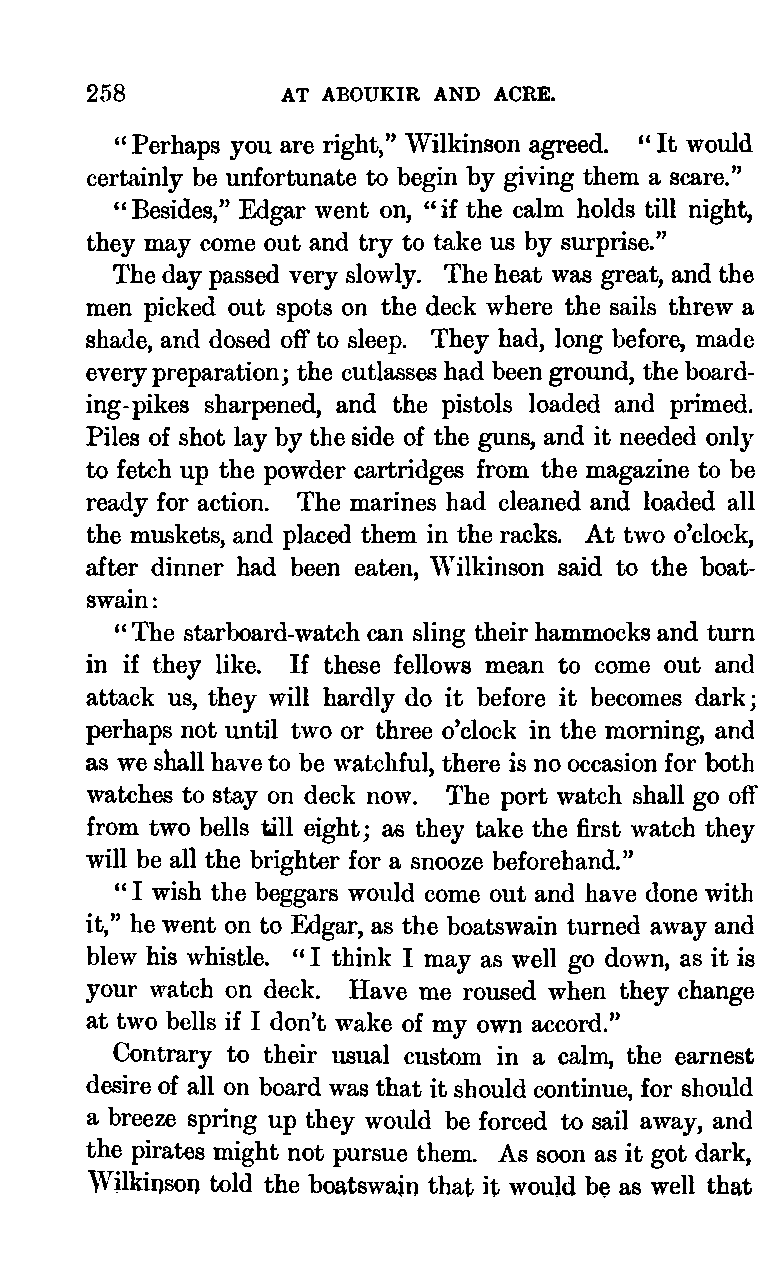 258 AT ABOUKIR AND ACRE.
“Perhaps you are right,” Wilkinson agreed. “It would
certainly be unfortunate to begin by giving them a scare.”
“Besides,” Edgar went on, “if the calm holds till night,
they may come out and try to take us by surprise.”
The day passed very slowly. The heat was great, and the
men picked out spots on the deck where the sails threw a
shade, and dosed off to sleep. They had, long before, made
every preparation; the cutlasses had been ground, the board-
ing-pikes sharpened, and the pistols loaded and primed.
Piles of shot lay by the side of the guns, and it needed only
to fetch up the powder cartridges from the magazine to be
ready for action. The marines had cleaned and loaded all
the muskets, and placed them in the racks. At two o’clock,
after dinner had been eaten, Wilkinson said to the boat-
swain:
“The starboard-watch can sling their hammocks and turn
in if they like. If these fellows mean to come out and
attack us, they will hardly do it before it becomes dark;
perhaps not until two or three o’clock in the morning, and
as we shall have to be watchful, there is no occasion for both
watches to stay on deck now. The port watch shall go off
from two bells till eight; as they take the first watch they
will be all the brighter for a snooze beforehand.”
“I wish the beggars would come out and have done with
it,” he went on to Edgar, as the boatswain turned away and
blew his whistle. “I think I may as well go down, as it is
your watch on deck. Have me roused when they change
at two bells if I don’t wake of my own accord.”
Contrary to their usual custom in a calm, the earnest
desire of all on board was that it should continue, for should
a breeze spring up they would be forced to sail away, and
the pirates might not pursue them. As soon as it got dark,
Wilkinson told the boatswain that it would be as well that